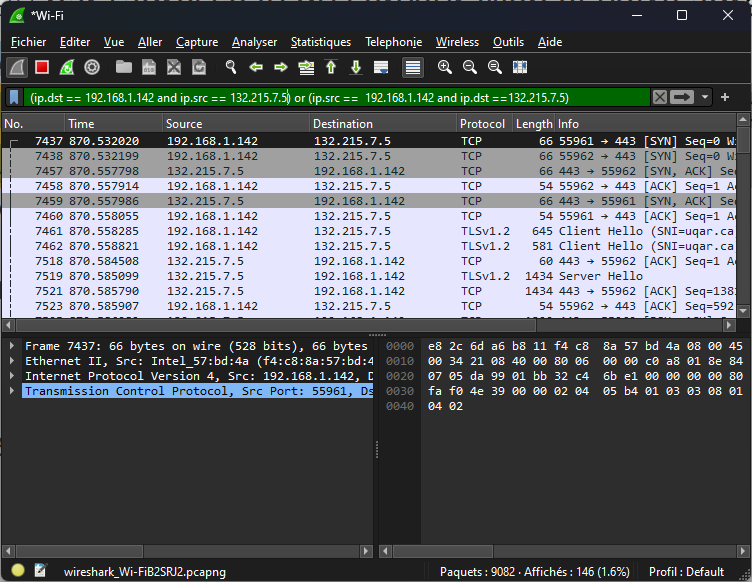 *Wi-Fi
Fichier Editer Vue Aller Capture Analyser Statistiques Telephonie Wireless Outils Aide
(ip.dst == 192.168.1.142 and ip.src == 132.215.7.5) or (ip.src == 192.168.1.142 and ip.dst ==132.215.7.5)
No. Time Source Destination Protocol Length Info
7437 870.532020 192.168.1.142 132.215.7.5 TCP 66 55961 → 443 [SYN] Seq=0 W
7438 870.532199 192.168.1.142 132.215.7.5 TCP 66 55962 → 443 [SYN] Seq=0 W
7457 870.557798 132.215.7.5 192.168.1.142 TCP 66 443 → 55962 [SYN, ACK] Se
7458 870.557914 192.168.1.142 132.215.7.5 TCP 54 55962 → 443 [ACK] Seq=1 A
7459 870.557986 132.215.7.5 192.168.1.142 TCP 66 443 → 55961 [SYN, ACK] Se
7460 870.558055 192.168.1.142 132.215.7.5 TCP 54 55961 → 443 [ACK] Seq=1 A
7461 870.558285 192.168.1.142 132.215.7.5 TLSv1.2 645 Client Hello (SNI=uqar.ca
7462 870.558821 192.168.1.142 132.215.7.5 TLSv1.2 581 Client Hello (SNI=uqar.ca
7518 870.584508 132.215.7.5 192.168.1.142 TCP 60 443 → 55962 [ACK] Seq=1 A
7519 870.585099 132.215.7.5 192.168.1.142 TLSv1.2 1434 Server Hello
7521 870.585790 132.215.7.5 192.168.1.142 TCP 1434 443 → 55962 [ACK] Seq=138
7523 870.585907 192.168.1.142 132.215.7.5 TCP 54 55962 → 443 [ACK] Seq=592
Frame 7437: 66 bytes on wire (528 bits), 66 bytes
Ethernet II, Src: Intel_57:bd:4a (f4:c8:8a:57:bd:4
Internet Protocol Version 4, Src: 192.168.1.142, D
Transmission Control Protocol, Src Port: 55961, Ds
0000 e8 2c 6d a6 b8 11 f4 c8 8a 57 bd 4a 08 00 45
0010 00 34 21 08 40 00 80 06 00 00 c0 a8 01 8e 84
0020 07 05 da 99 01 bb 32 c4 6b e1 00 00 00 00 80
0030 fa f0 4e 39 00 00 02 04 05 b4 01 03 03 08 01
0040 04 02
wireshark_Wi-FiB2SRJ2.pcapng Paquets : 9082 · Affichés : 146 (1.6%) Profil : Default